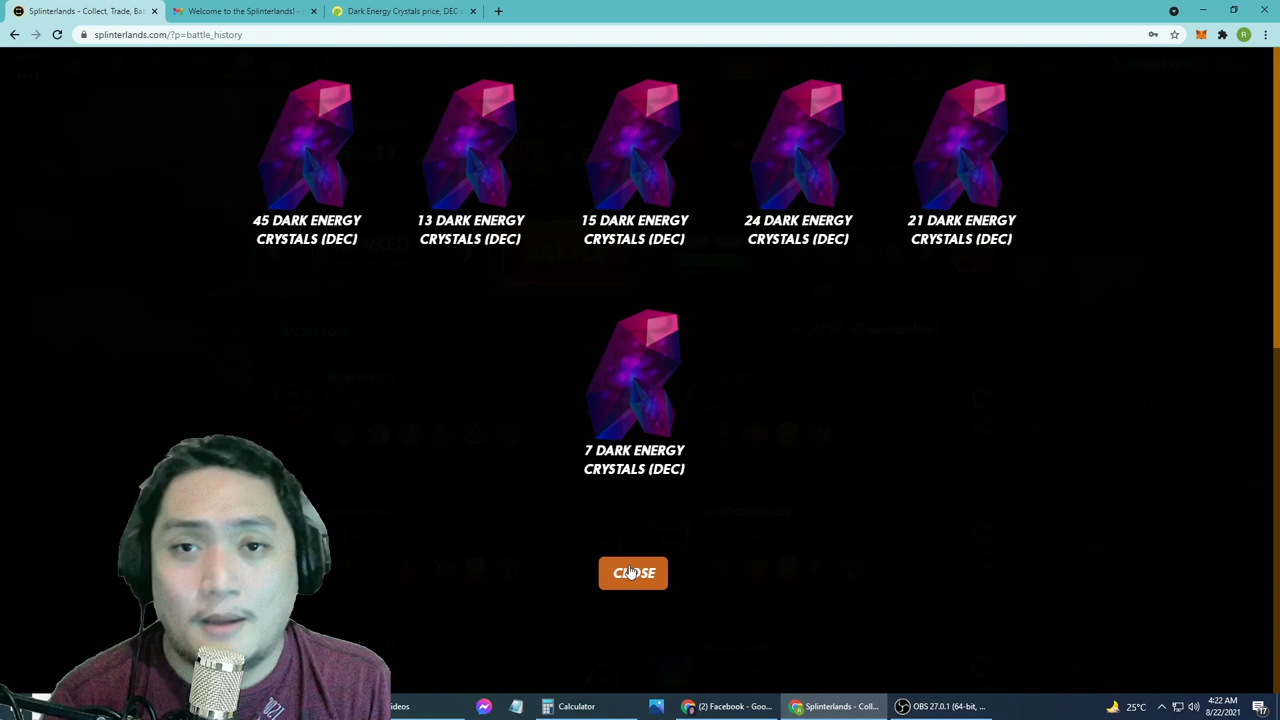 Splinterlands - Collect, Trade, Bat
Welcome to the Splinterlands! -
Dark Energy Crystals price, DEC
splinterlands.com/?p=battle_history
R
45 DARK ENERGY
CRYSTALS (DEC)
13 DARK ENERGY
CRYSTALS (DEC)
15 DARK ENERGY
CRYSTALS (DEC)
24 DARK ENERGY
CRYSTALS (DEC)
21 DARK ENERGY
CRYSTALS (DEC)
7 DARK ENERGY
CRYSTALS (DEC)
CLOSE
Calculator
(2) Facebook - Goo...
Splinterlands - Coll...
OBS 27.0.1 (64-bit, ...
25°C
4:22 AM
8/22/2021
17